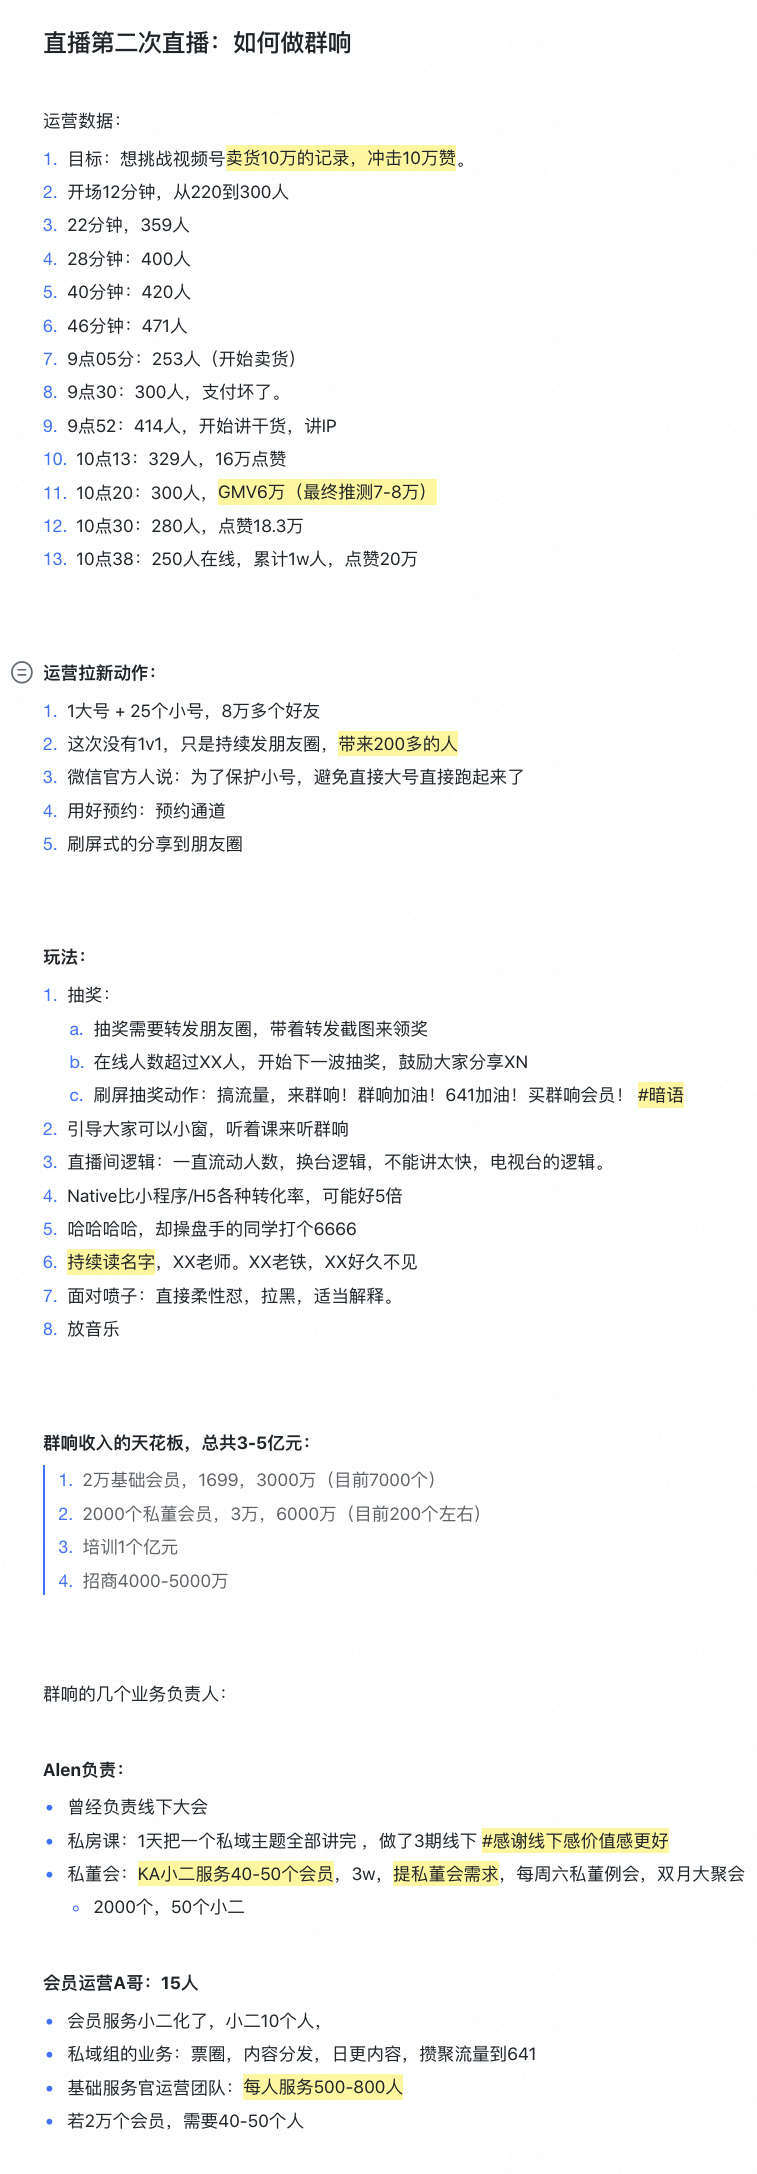 直播第二次直播：如何做群响
运营数据：
1. 目标：想挑战视频号卖货10万的记录，冲击10万赞。
2. 开场12分钟，从220到300人
3. 22分钟，359人
4. 28分钟：400人
5. 40分钟：420人
6. 46分钟：471人
7. 9点05分：253人（开始卖货）
8. 9点30：300人，支付坏了。
9. 9点52：414人，开始讲干货，讲IP
10. 10点13：329人，16万点赞
11. 10点20：300人，GMV6万（最终推测7-8万）
12. 10点30：280人，点赞18.3万
13. 10点38：250人在线，累计1w人，点赞20万
运营拉新动作：
1. 1大号 + 25个小号，8万多个好友
2. 这次没有1v1，只是持续发朋友圈，带来200多的人
3. 微信官方人说：为了保护小号，避免直接大号直接跑起来了
4. 用好预约：预约通道
5. 刷屏式的分享到朋友圈
玩法：
1. 抽奖：
a. 抽奖需要转发朋友圈，带着转发截图来领奖
b. 在线人数超过XX人，开始下一波抽奖，鼓励大家分享XN
c. 刷屏抽奖动作：搞流量，来群响！群响加油！641加油！买群响会员！ #暗语
2. 引导大家可以小窗，听着课来听群响
3. 直播间逻辑：一直流动人数，换台逻辑，不能讲太快，电视台的逻辑。
4. Native比小程序/H5各种转化率，可能好5倍
5. 哈哈哈哈，却操盘手的同学打个6666
6. 持续读名字，XX老师。XX老铁，XX好久不见
7. 面对喷子：直接柔性怼，拉黑，适当解释。
8. 放音乐
群响收入的天花板，总共3-5亿元：
1. 2万基础会员，1699，3000万（目前7000个）
2. 2000个私董会员，3万，6000万（目前200个左右）
3. 培训1个亿元
4. 招商4000-5000万
群响的几个业务负责人：
Alen负责：
• 曾经负责线下大会
• 私房课：1天把一个私域主题全部讲完 ，做了3期线下 #感谢线下感价值感更好
• 私董会：KA小二服务40-50个会员，3w，提私董会需求，每周六私董例会，双月大聚会
◦ 2000个，50个小二
会员运营A哥：15人
• 会员服务小二化了，小二10个人，
• 私域组的业务：票圈，内容分发，日更内容，攒聚流量到641
• 基础服务官运营团队：每人服务500-800人
• 若2万个会员，需要40-50个人